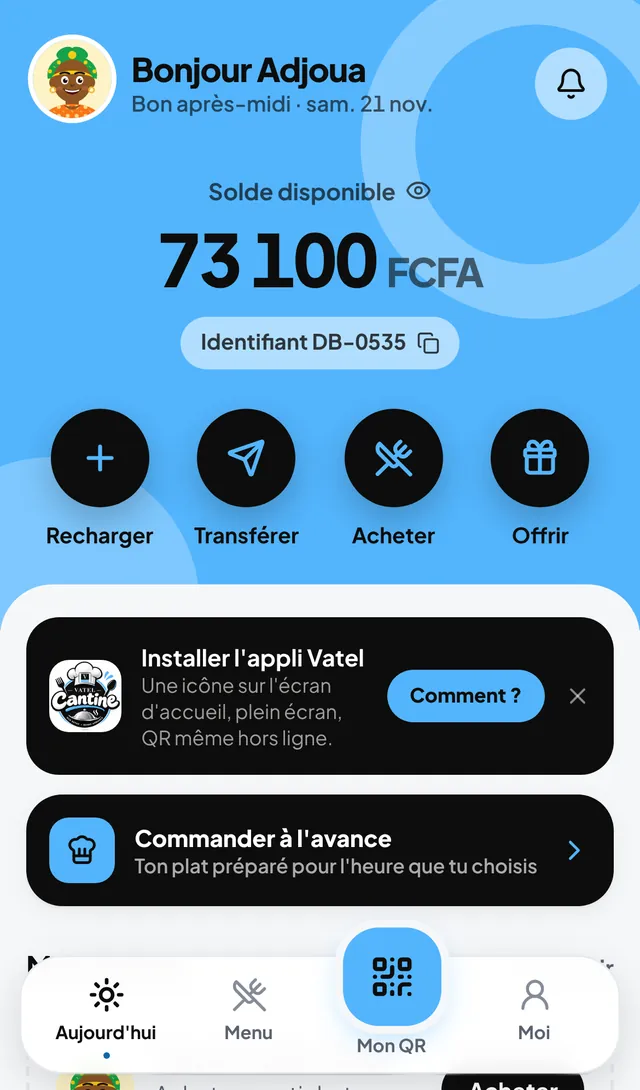 Bonjour Adjoua
Bon après-midi · sam. 21 nov.
Solde disponible
73 100 FCFA
Identifiant DB-0535
Recharger
Transférer
Acheter
Offrir
VATEL
Cantine
Installer l'appli Vatel
Une icône sur l'écran
d'accueil, plein écran,
QR même hors ligne.
Comment ?
Commander à l'avance
Ton plat préparé pour l'heure que tu choisis
Aujourd'hui
Menu
Mon QR
Moi
Acheter